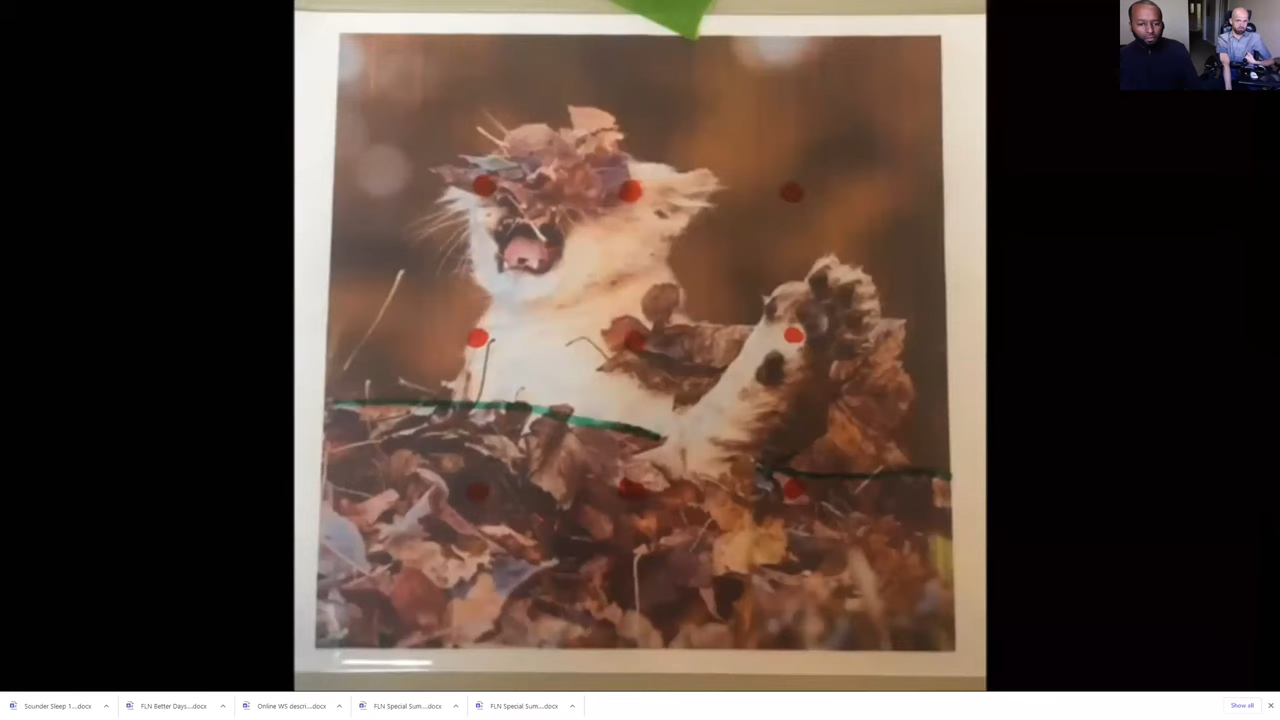 Sounder Sleep 1....docx
FLN Better Days....docx
Online WS descri....docx
FLN Special Sum....docx
FLN Special Sum....docx
Show all